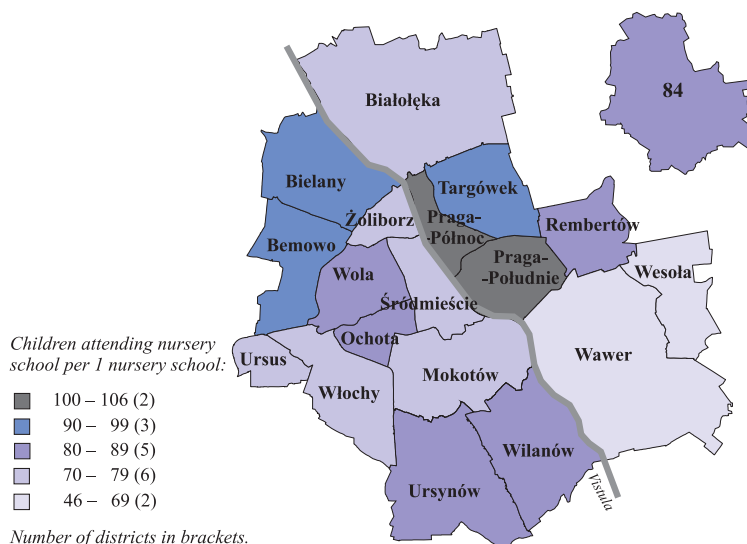 84
Białołęka
Bielany
Targówek
Żoliborz
Praga-
-Północ
Rembertów
Bemowo
Praga-
-Południe
Wesoła
Wola
Śródmieście
Ochota
Wawer
Ursus
Mokotów
Włochy
Wilanów
Ursynów
Vistula
Children attending nursery
school per 1 nursery school:
100 – 106 (2)
90 – 99 (3)
80 – 89 (5)
70 – 79 (6)
46 – 69 (2)
Number of districts in brackets.